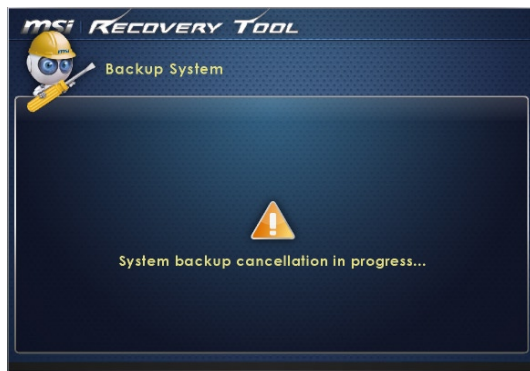 msi RECOVERY TOOL
Backup System
System backup cancellation in progress...